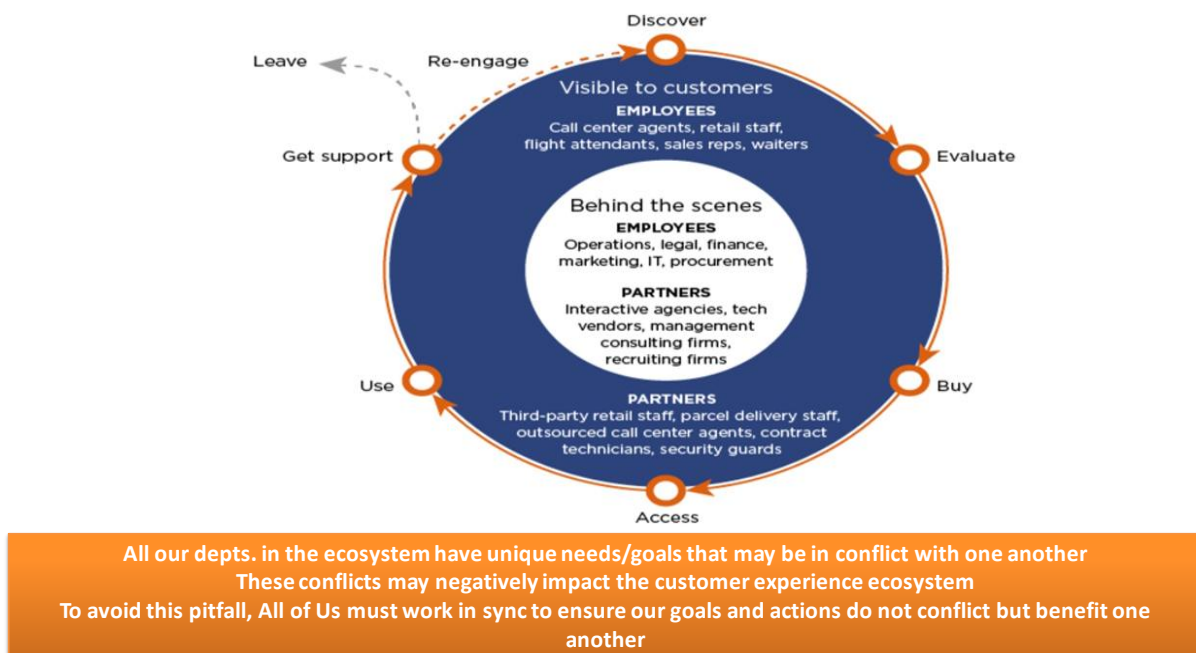 Discover
Leave
Re-engage
Visible to customers
EMPLOYEES
Call center agents, retail staff,
flight attendants, sales reps, waiters
Get support
Evaluate
Behind the scenes
EMPLOYEES
Operations, legal, finance,
marketing, IT, procurement
PARTNERS
Interactive agencies, tech
vendors, management
consulting firms,
recruiting firms
Use
Buy
PARTNERS
Third-party retail staff, parcel delivery staff,
outsourced call center agents, contract
technicians, security guards
Access
All our depts. in the ecosystem have unique needs/goals that may be in conflict with one another
These conflicts may negatively impact the customer experience ecosystem
To avoid this pitfall, All of Us must work in sync to ensure our goals and actions do not conflict but benefit one
another